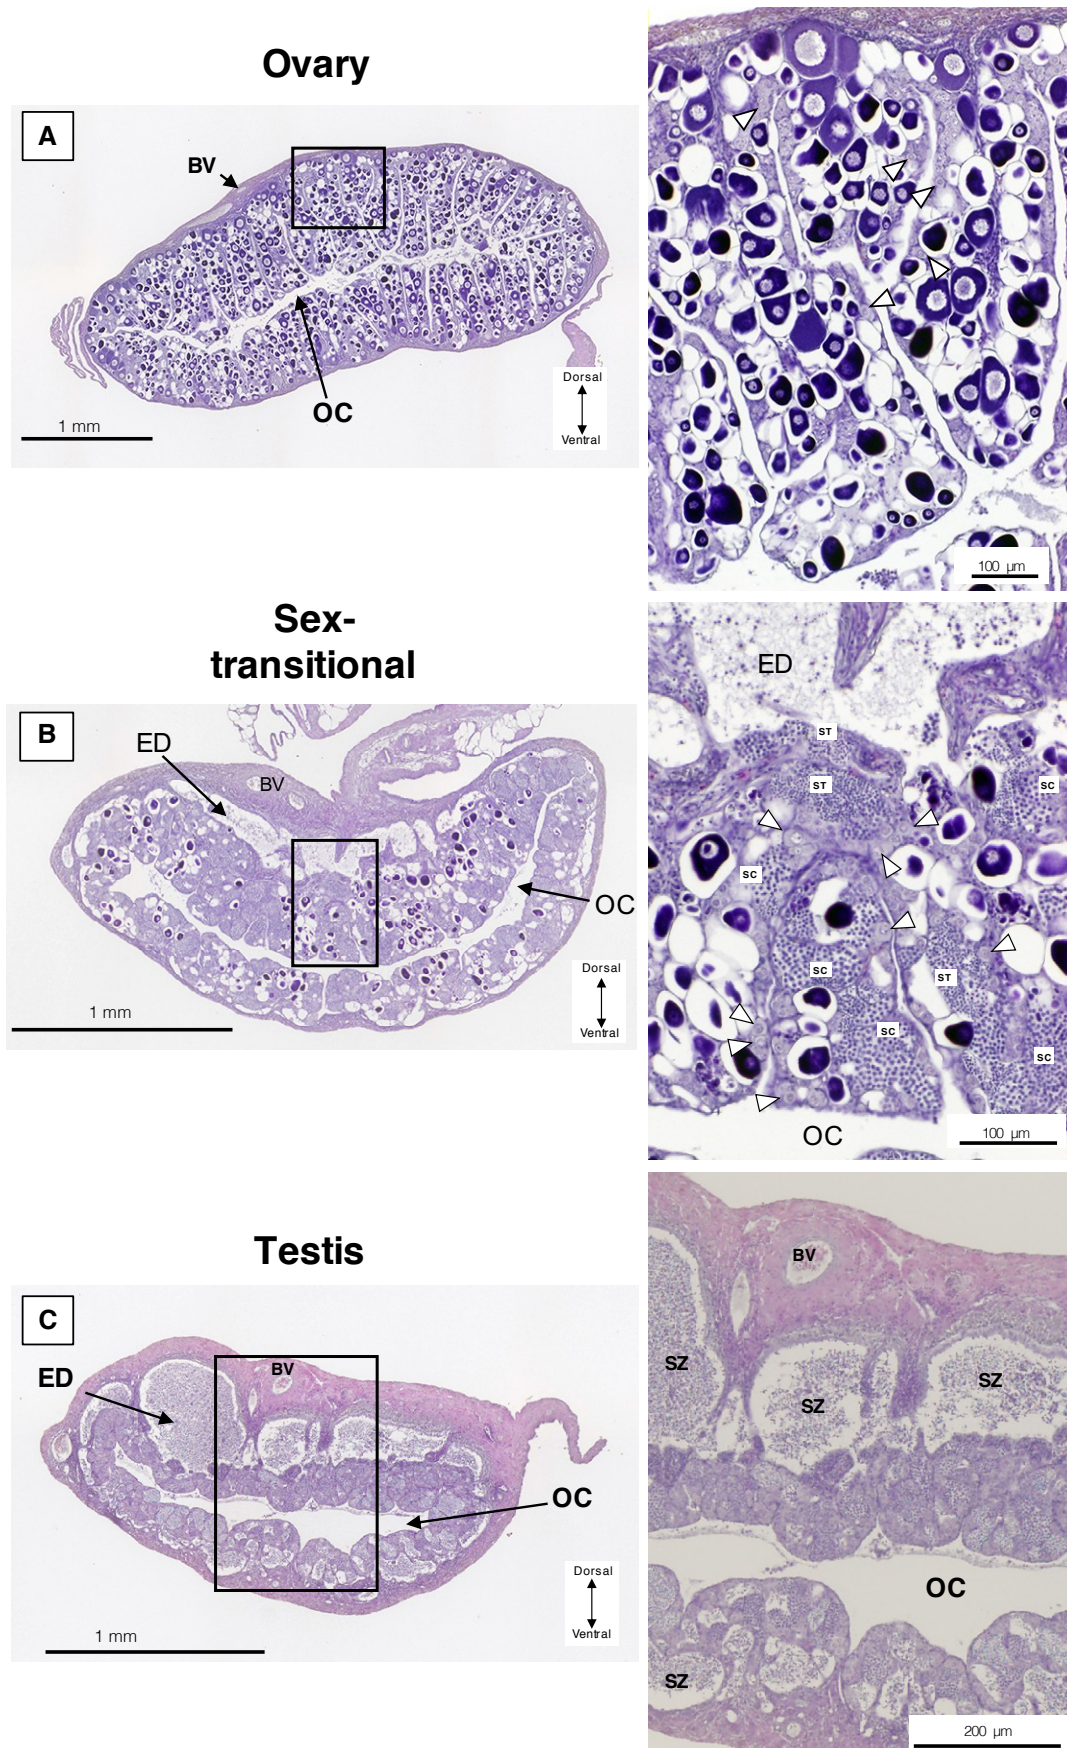 Ovary
A
BV
OC
1 mm
Dorsal
Ventral
100 µm
Sex-
transitional
B
ED
BV
OC
1 mm
Dorsal
Ventral
ED
ST
ST
SC
SC
SC
ST
SC
SC
OC
100 µm
Testis
C
ED
BV
OC
1 mm
Dorsal
Ventral
BV
SZ
SZ
SZ
OC
SZ
200 µm